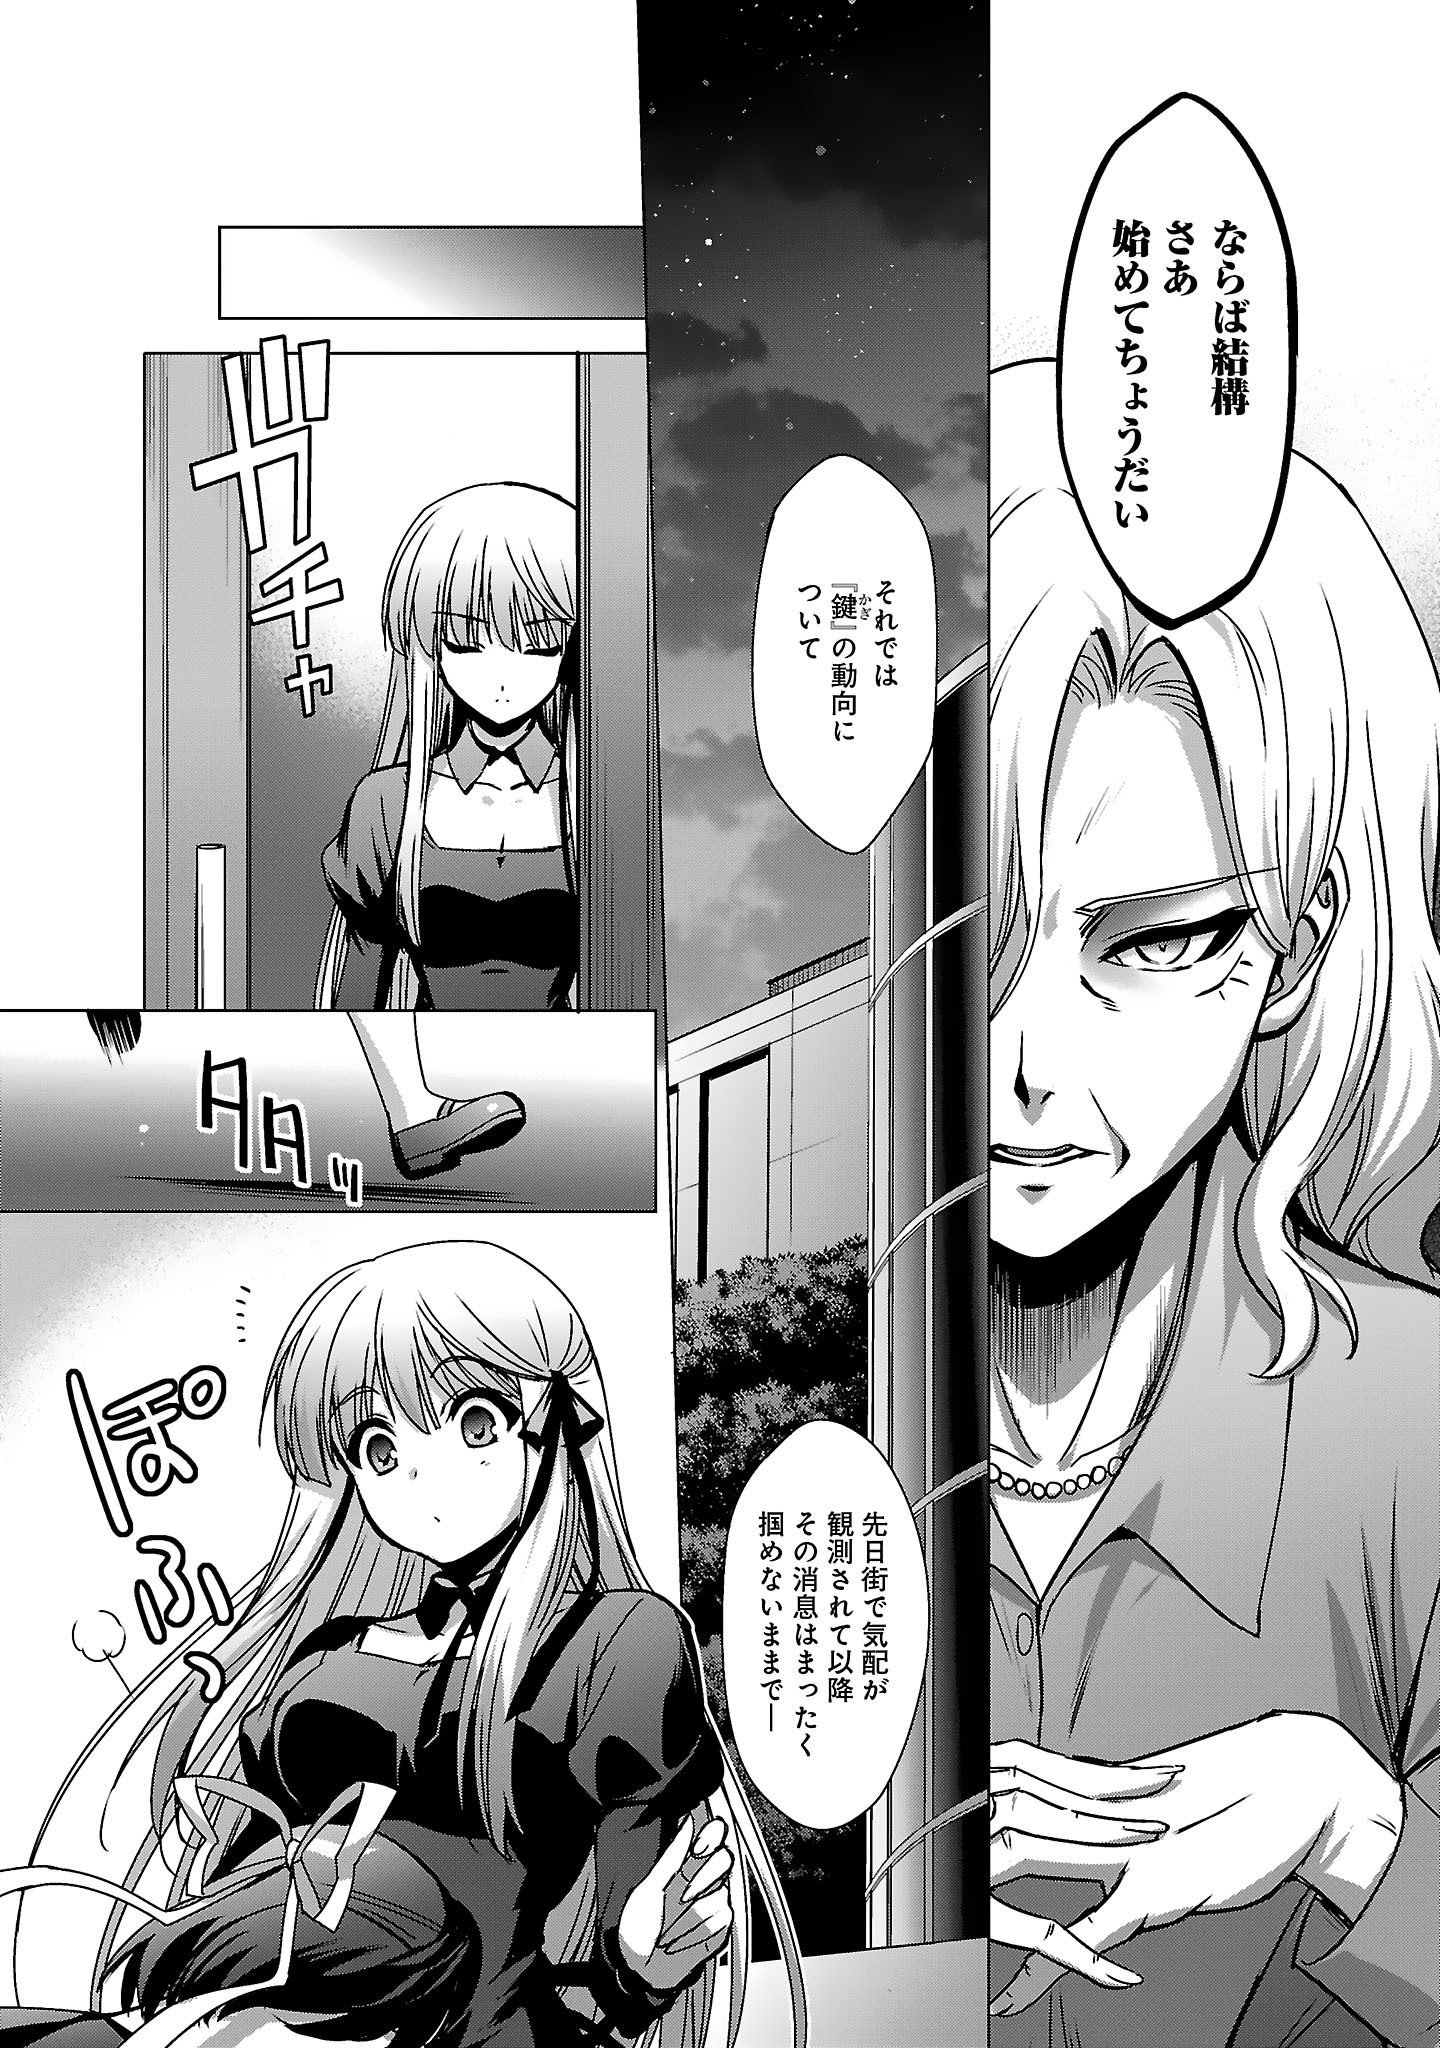 ならば結構
さあ
始めてちょうだい
それでは
『鍵』の動向に
かぎ
ついて
先日街で気配が
観測されて以降
その消息はまったく
掴めないままで―
ガチャ
タタッ
ぽふっ